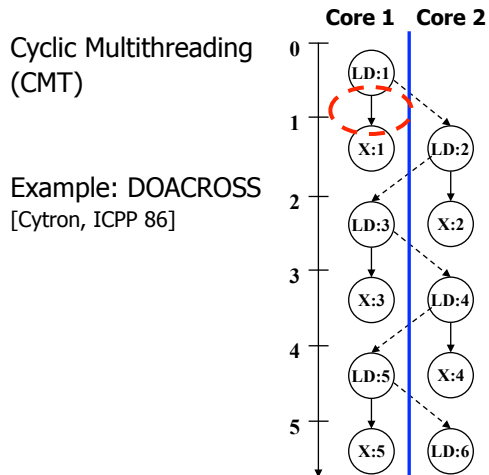 Core 1 Core 2
Cyclic Multithreading
(CMT)
Example: DOACROSS
[Cytron, ICPP 86]
0
LD:1
1
X:1 LD:2
2
LD:3 X:2
3
X:3 LD:4
4
LD:5 X:4
5
X:5 LD:6